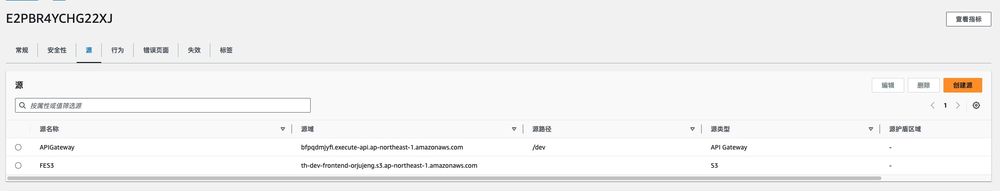 E2PBR4YCHG22XJ
查看指标
常规 安全性 源 行为 错误页面 失效 标签
源
编辑 删除 创建源
按属性或值筛选源
1
源名称 源域 源路径 源类型 源护盾区域
APIGateway bfpqdmjyfi.execute-api.ap-northeast-1.amazonaws.com /dev API Gateway -
FES3 th-dev-frontend-orjujeng.s3.ap-northeast-1.amazonaws.com S3 -